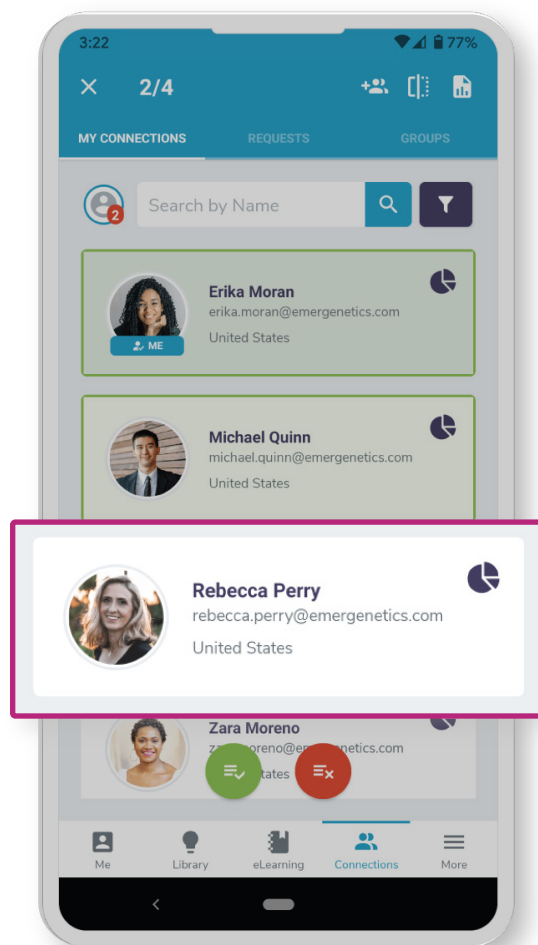 3:22 77%
2/4
MY CONNECTIONS REQUESTS GROUPS
2 Search by Name
Erika Moran
erika.moran@emergenetics.com
ME United States
Michael Quinn
michael.quinn@emergenetics.com
United States
Rebecca Perry
rebecca.perry@emergenetics.com
United States
Zara Moreno
Me Library eLearning Connections More